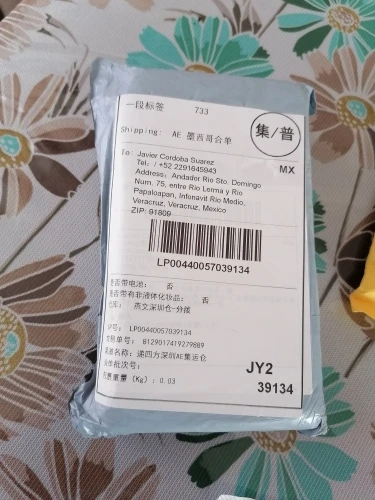 一段标签 733
集/普
Shipping: AE 墨西哥合单
MX
To: Javier Cordoba Suarez
Tel: / +52 2291645943
Address: Andador Rio Sto. Domingo
Num. 75, entre Río Lerma y Río
Papaloapan, Infonavit Rio Medio,
Veracruz, Veracruz, Mexico
ZIP: 91809
LP00440057039134
是否带电池: 否
是否带有非液体化妆品: 否
燕文深圳仓-分拨
LP00440057039134
8129017419279889
递四方深圳AE集运仓
JY2
(Kg): 0.03
39134